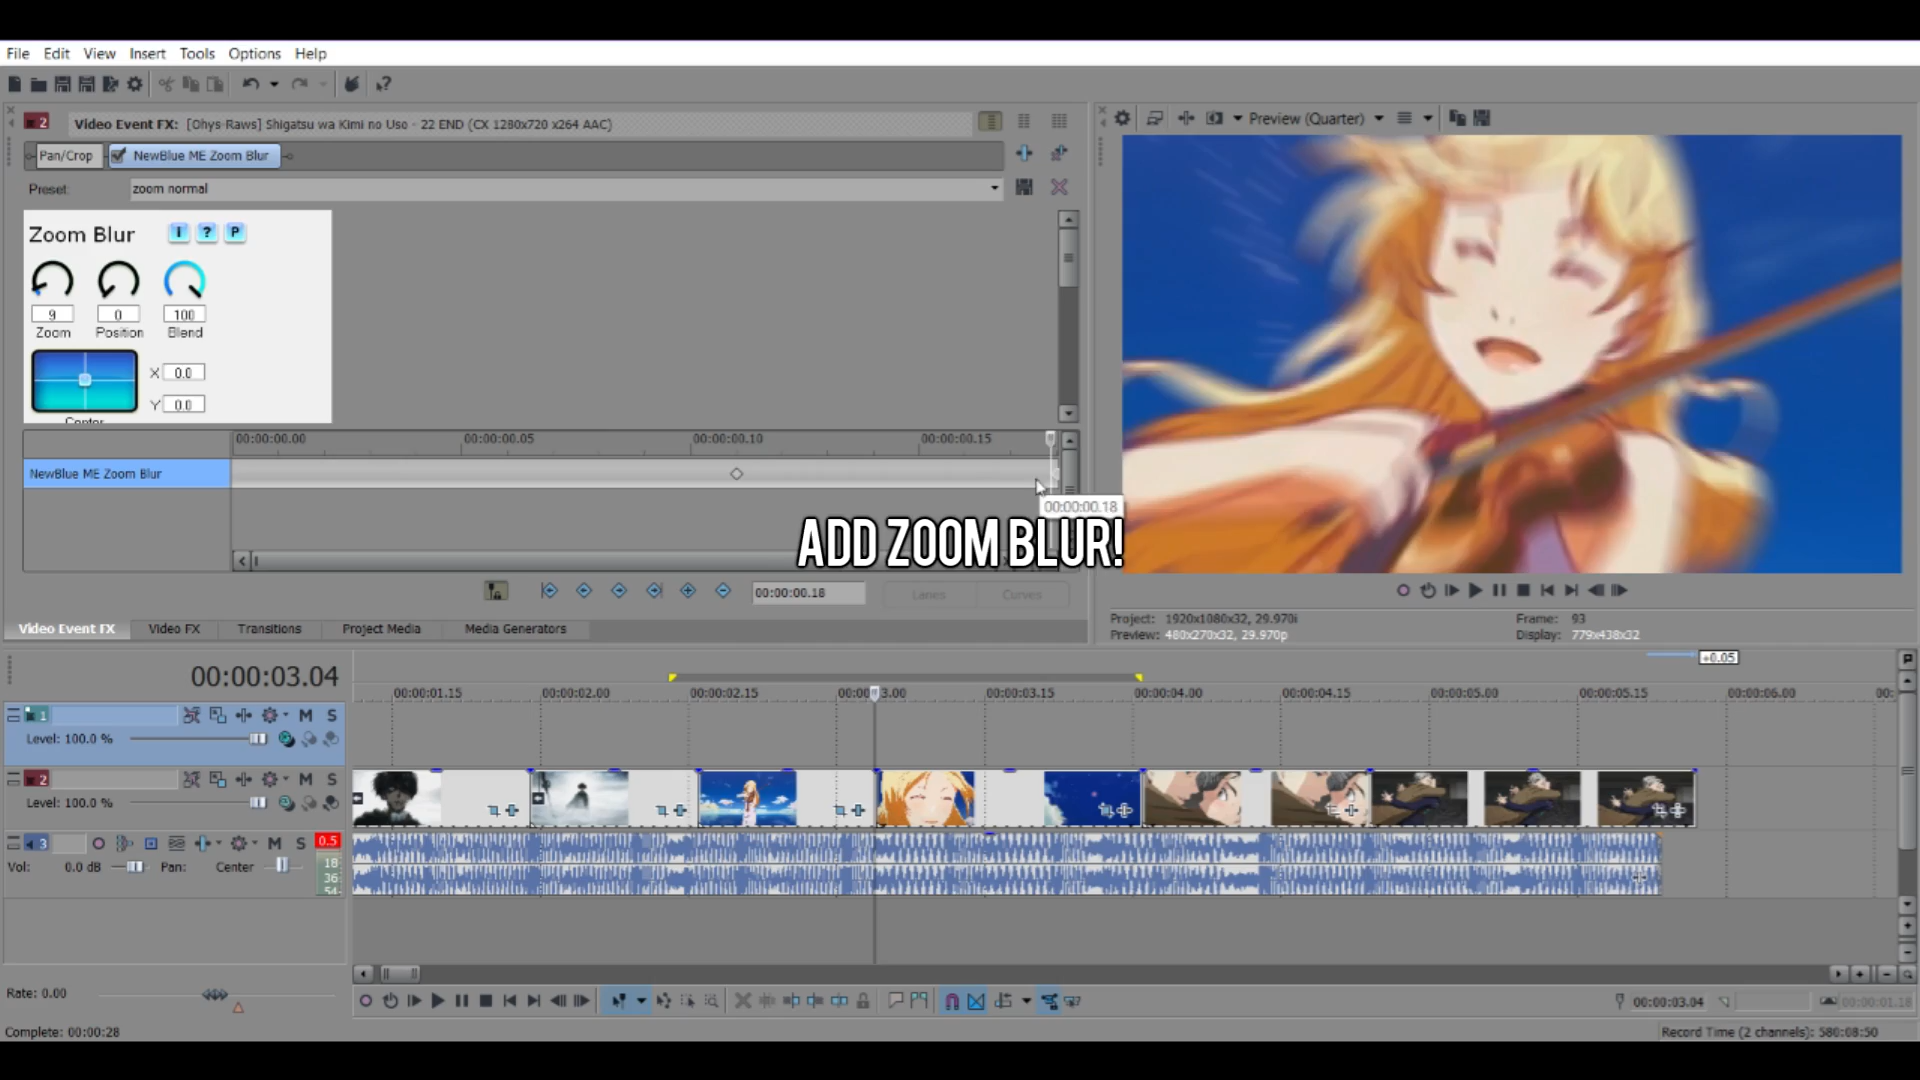 File Edit View Insert Tools Options Help
2 Video Event FX: [Ohys-Raws] Shigatsu wa Kimi no Uso - 22 END (CX 1280x720 x264 AAC)
Preview (Quarter)
Pan/Crop NewBlue ME Zoom Blur
Preset: zoom normal
Zoom Blur i ? P
9 0 100
Zoom Position Blend
X 0.0
Y 0.0
Center
00:00:00.00 00:00:00.05 00:00:00.10 00:00:00.15
NewBlue ME Zoom Blur
00:00:00.18
ADD ZOOM BLUR!
00:00:00.18 Lanes Curves
Video Event FX Video FX Transitions Project Media Media Generators
Project: 1920x1080x32, 29.970i Frame: 93
Preview: 480x270x32, 29.970p Display: 779x438x32
+0.05
00:00:03.04
00:00:01.15 00:00:02.00 00:00:02.15 00:00:03.00 00:00:03.15 00:00:04.00 00:00:04.15 00:00:05.00 00:00:05.15 00:00:06.00 00:
1 M S
Level: 100.0 %
2 M S
Level: 100.0 %
3 M S 0.5
Vol: 0.0 dB Pan: Center 18
36
54
Rate: 0.00
00:00:03.04 00:00:01.18
Complete: 00:00:28
Record Time (2 channels): 580:08:50